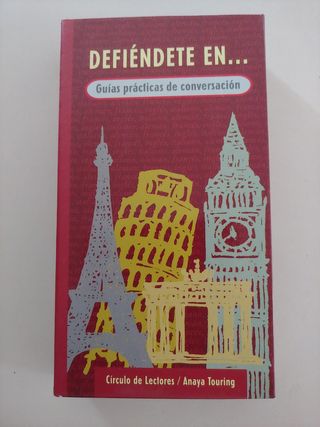 DEFIÉNDETE EN...
Guías prácticas de conversación
Círculo de Lectores / Anaya Touring